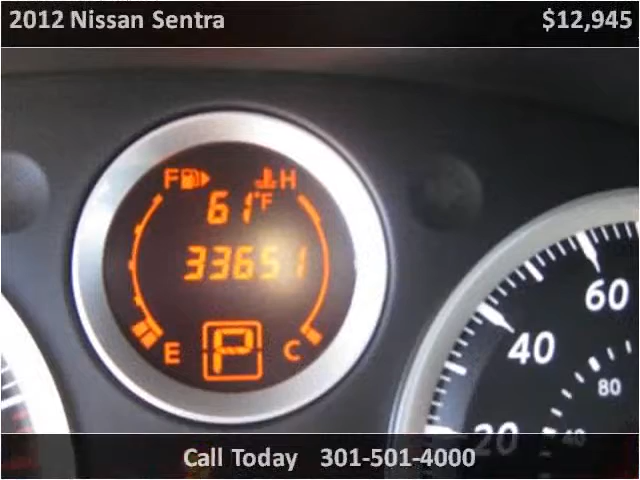 2012 Nissan Sentra $12,945
F H
61°F
33651
E P C
60
40
80
20 40
Call Today 301-501-4000